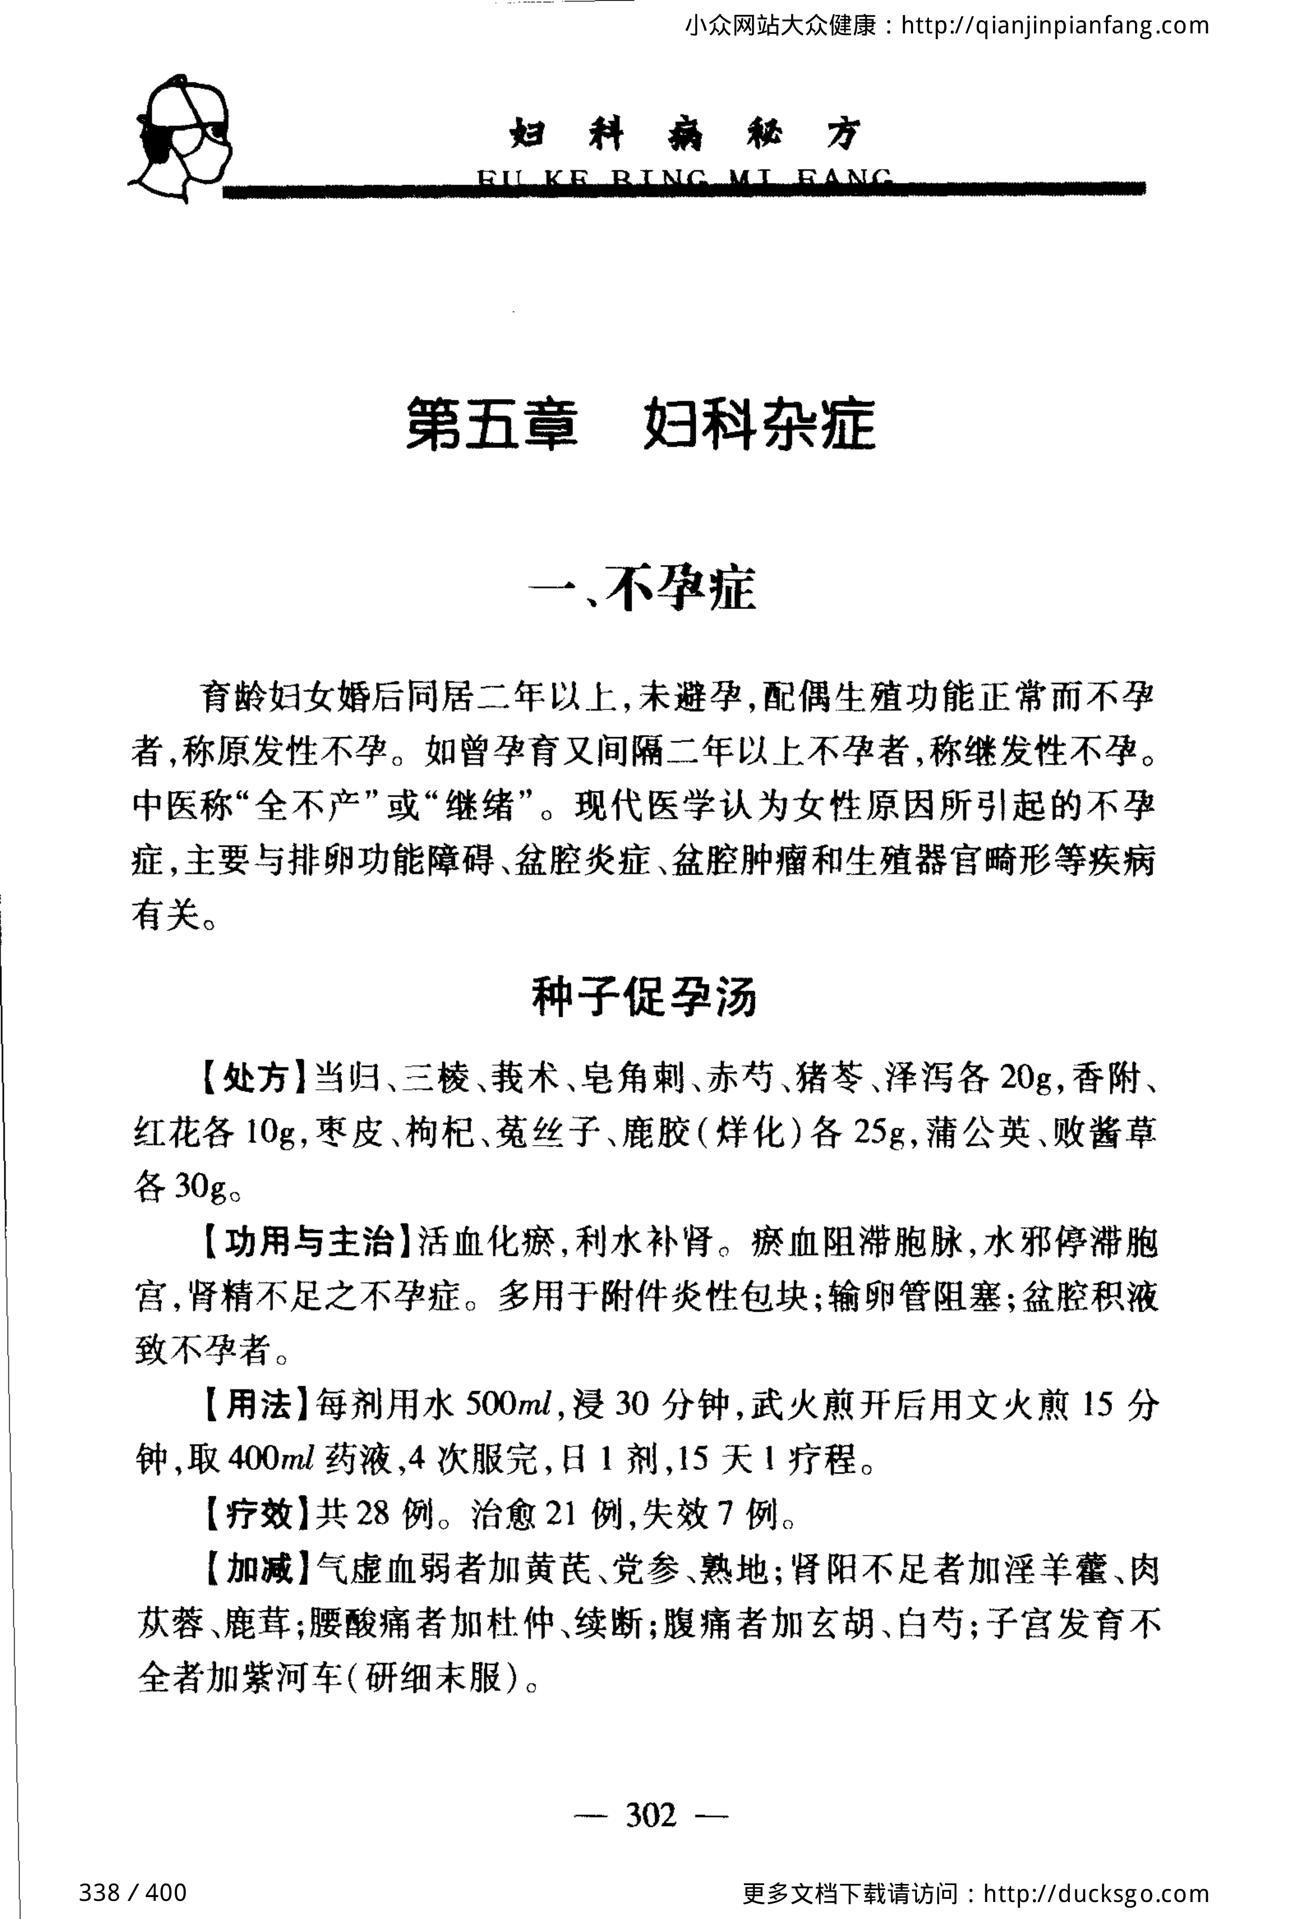 小众网站大众健康：http://qianjinpianfang.com
妇科病秘方
FU KE BING MI FANG
第五章 妇科杂症
一、不孕症
育龄妇女婚后同居二年以上,未避孕,配偶生殖功能正常而不孕
者,称原发性不孕。如曾孕育又间隔二年以上不孕者,称继发性不孕。
中医称“全不产”或“继绪”。现代医学认为女性原因所引起的不孕
症,主要与排卵功能障碍、盆腔炎症、盆腔肿瘤和生殖器官畸形等疾病
有关。
种子促孕汤
【处方】当归、三棱、莪术、皂角刺、赤芍、猪苓、泽泻各 20g,香附、
红花各 10g,枣皮、枸杞、菟丝子、鹿胶(烊化)各 25g,蒲公英、败酱草
各 30g。
【功用与主治】活血化瘀,利水补肾。瘀血阻滞胞脉,水邪停滞胞
宫,肾精不足之不孕症。多用于附件炎性包块;输卵管阻塞;盆腔积液
致不孕者。
【用法】每剂用水 500ml,浸 30 分钟,武火煎开后用文火煎 15 分
钟,取 400ml 药液,4 次服完,日 1 剂,15 天 1 疗程。
【疗效】共 28 例。治愈 21 例,失效 7 例。
【加减】气虚血弱者加黄芪、党参、熟地;肾阳不足者加淫羊藿、肉
苁蓉、鹿茸;腰酸痛者加杜仲、续断;腹痛者加玄胡、白芍;子宫发育不
全者加紫河车(研细末服)。
— 302 —
338 / 400
更多文档下载请访问：http://ducksgo.com